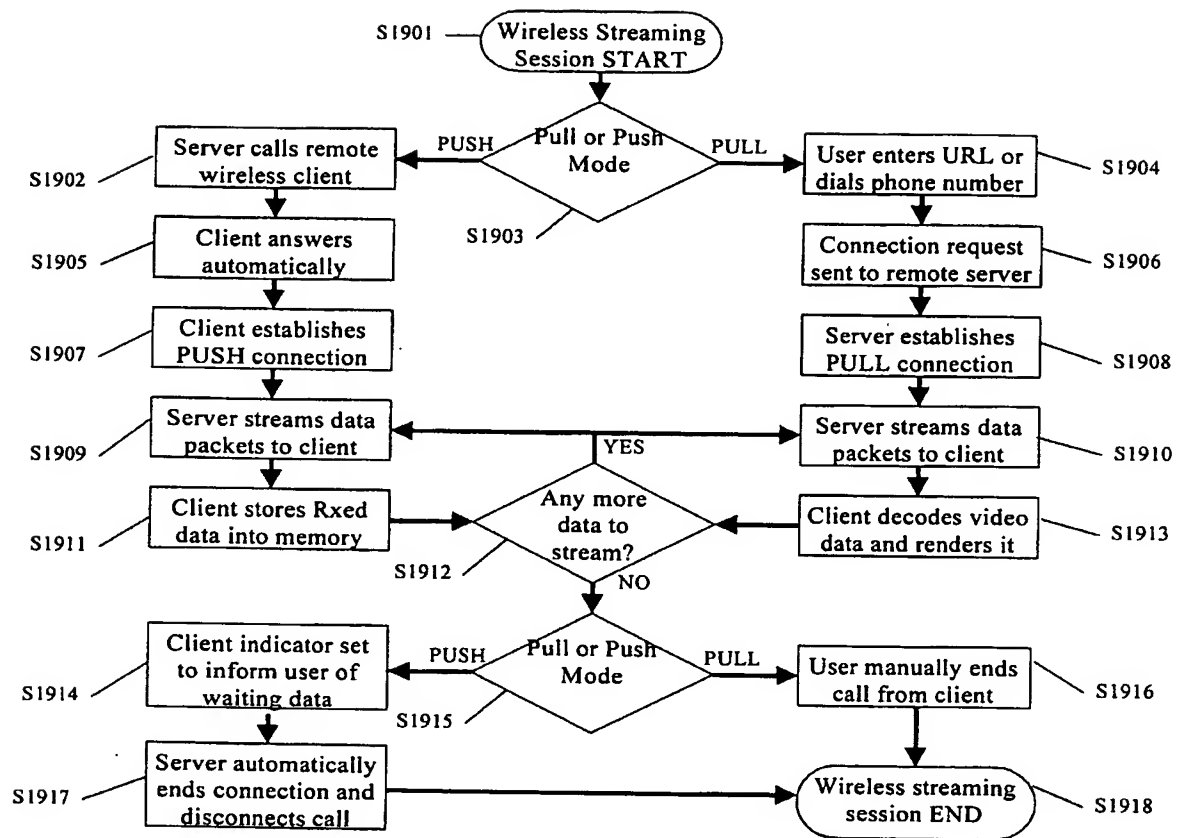 S1901
Wireless Streaming
Session START
Pull or Push
Mode
PUSH
PULL
S1903
Server calls remote
wireless client
S1902
User enters URL or
dials phone number
S1904
Client answers
automatically
S1905
Connection request
sent to remote server
S1906
Client establishes
PUSH connection
S1907
Server establishes
PULL connection
S1908
Server streams data
packets to client
S1909
YES
Server streams data
packets to client
S1910
Client stores Rxed
data into memory
S1911
Any more
data to
stream?
S1912
NO
Client decodes video
data and renders it
S1913
Client indicator set
to inform user of
waiting data
S1914
PUSH
Pull or Push
Mode
PULL
S1915
User manually ends
call from client
S1916
Server automatically
ends connection and
disconnects call
S1917
Wireless streaming
session END
S1918